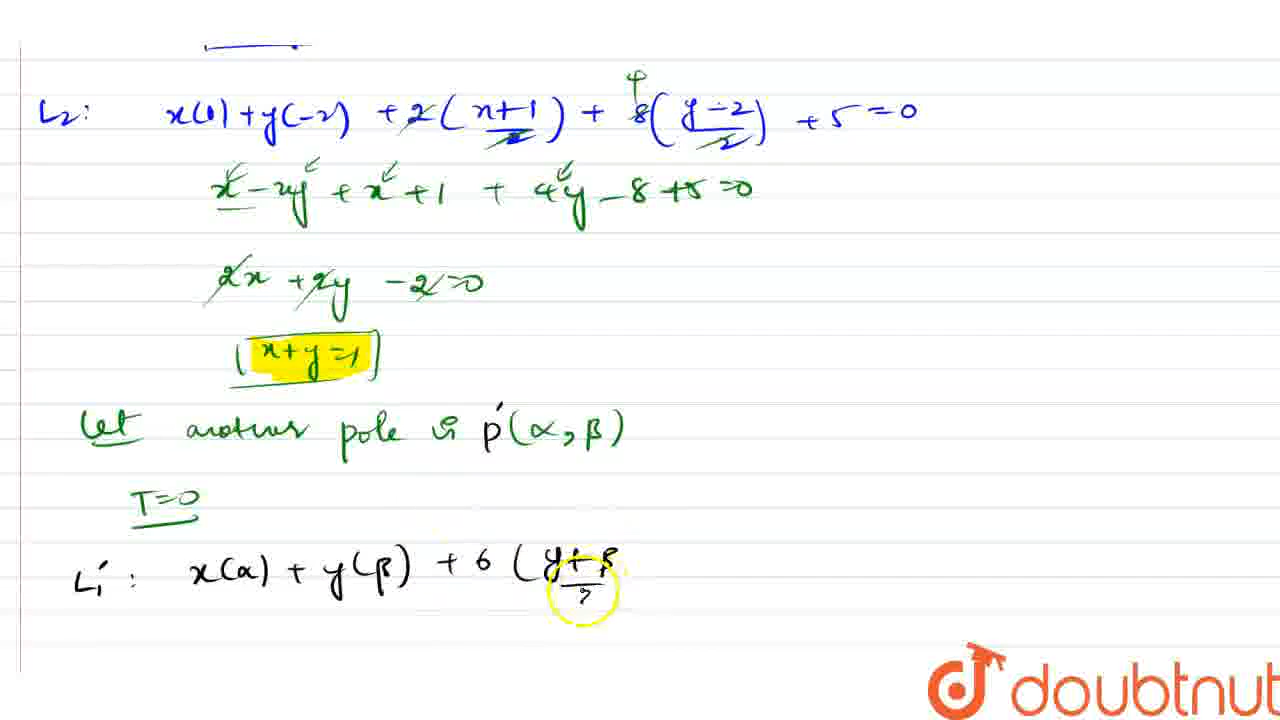 L₂: x(1) + y(-2) + 2(x+1/2) + 8(y-2/2) + 5 = 0
4
x - 2y + x + 1 + 4y - 8 + 5 = 0
2x + 2y - 2 = 0
x + y = 1
Let another pole is p'(α, β)
T = 0
L₁': x(α) + y(β) + 6 (y + β/2
doubtnut